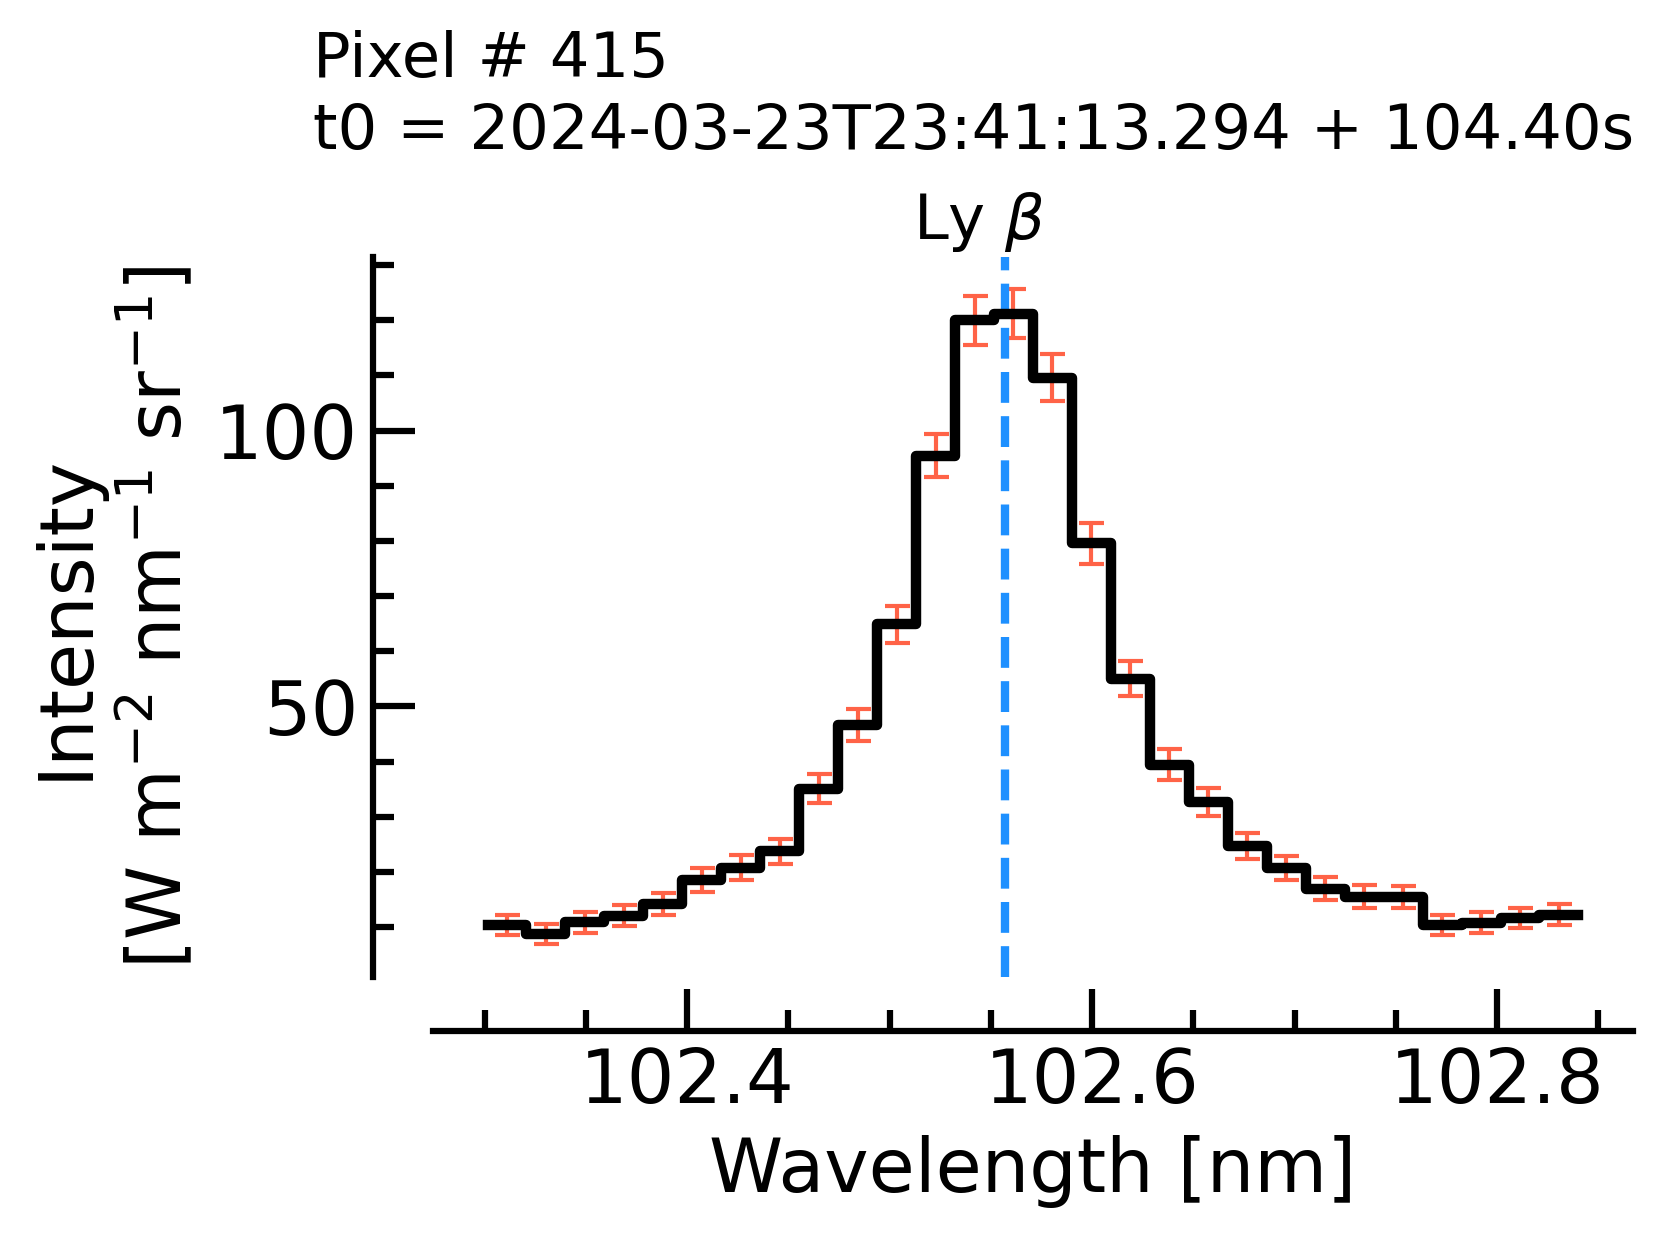 Pixel # 415
t0 = 2024-03-23T23:41:13.294 + 104.40s
Ly β
Intensity
[W m⁻² nm⁻¹ sr⁻¹]
100
50
102.4 102.6 102.8
Wavelength [nm]